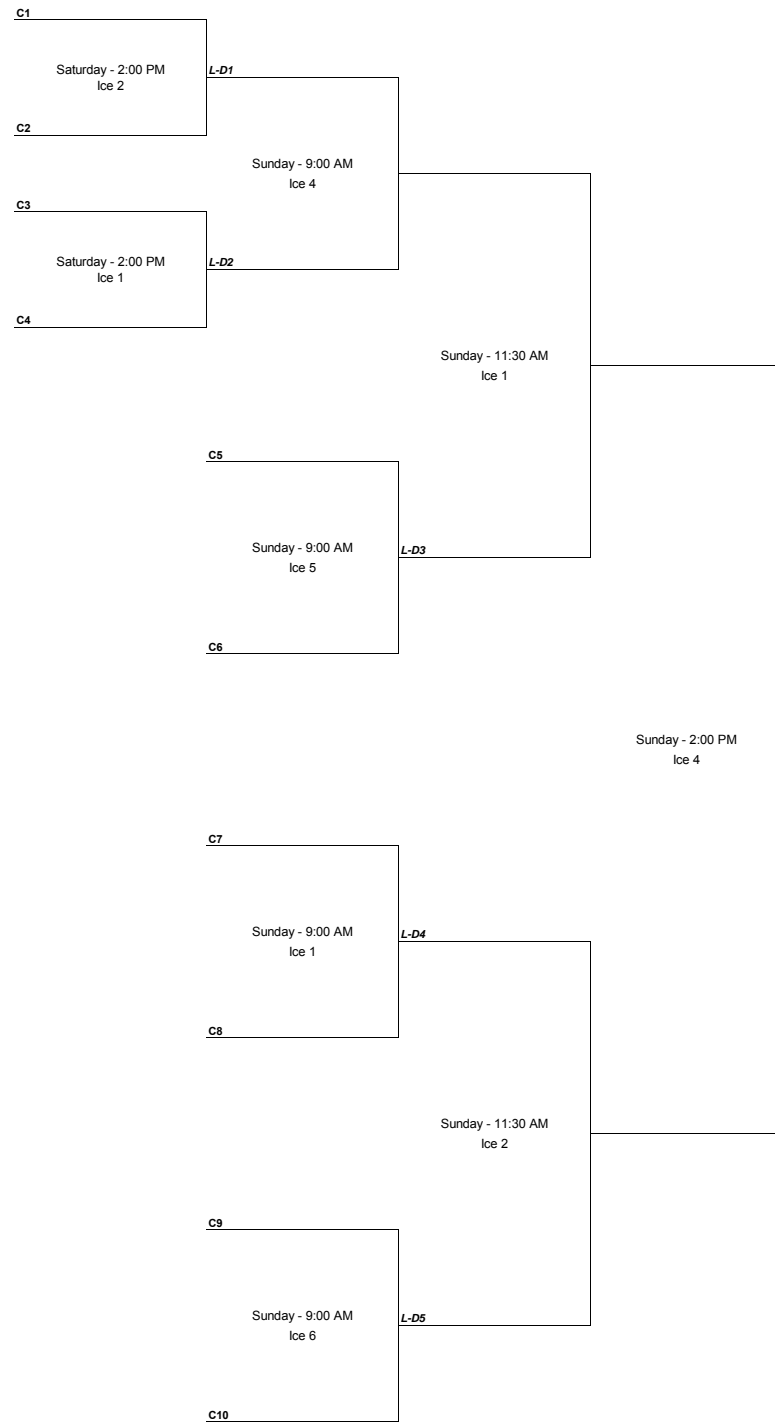 C1
Saturday - 2:00 PM
Ice 2
L-D1
C2
Sunday - 9:00 AM
Ice 4
C3
Saturday - 2:00 PM
Ice 1
L-D2
C4
Sunday - 11:30 AM
Ice 1
C5
Sunday - 9:00 AM
Ice 5
L-D3
C6
Sunday - 2:00 PM
Ice 4
C7
Sunday - 9:00 AM
Ice 1
L-D4
C8
Sunday - 11:30 AM
Ice 2
C9
Sunday - 9:00 AM
Ice 6
L-D5
C10